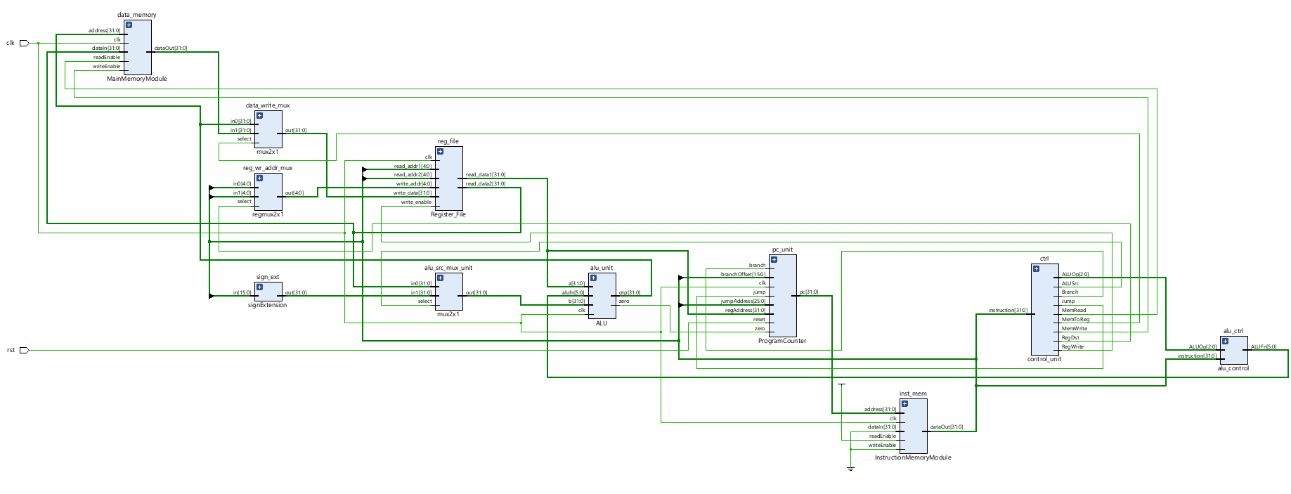 data_memory
address[31:0]
clk
dataIn[31:0]
readEnable
writeEnable
dataOut[31:0]
MainMemoryModule
clk
data_write_mux
in0[31:0]
in1[31:0]
select
out[31:0]
mux2x1
reg_wr_addr_mux
in0[4:0]
in1[4:0]
select
out[4:0]
regmux2x1
reg_file
clk
read_addr1[4:0]
read_addr2[4:0]
write_addr[4:0]
write_data[31:0]
write_enable
read_data1[31:0]
read_data2[31:0]
Register_File
sign_ext
in[15:0]
out[31:0]
signExtension
alu_src_mux_unit
in0[31:0]
in1[31:0]
select
out[31:0]
mux2x1
alu_unit
a[31:0]
alufn[5:0]
b[31:0]
clk
zero
ALU
pc_unit
branch
branchOffset[15:0]
clk
jump
jumpAddress[25:0]
regAddress[31:0]
reset
zero
pc[31:0]
ProgramCounter
ctrl
instruction[31:0]
ALUOp[2:0]
ALUSrc
Branch
Jump
MemRead
MemToReg
MemWrite
RegDst
RegWrite
control_unit
alu_ctrl
ALUOp[2:0]
instruction[31:0]
ALUFn[5:0]
alu_control
rst
inst_mem
address[31:0]
clk
dataIn[31:0]
readEnable
writeEnable
dataOut[31:0]
InstructionMemoryModule